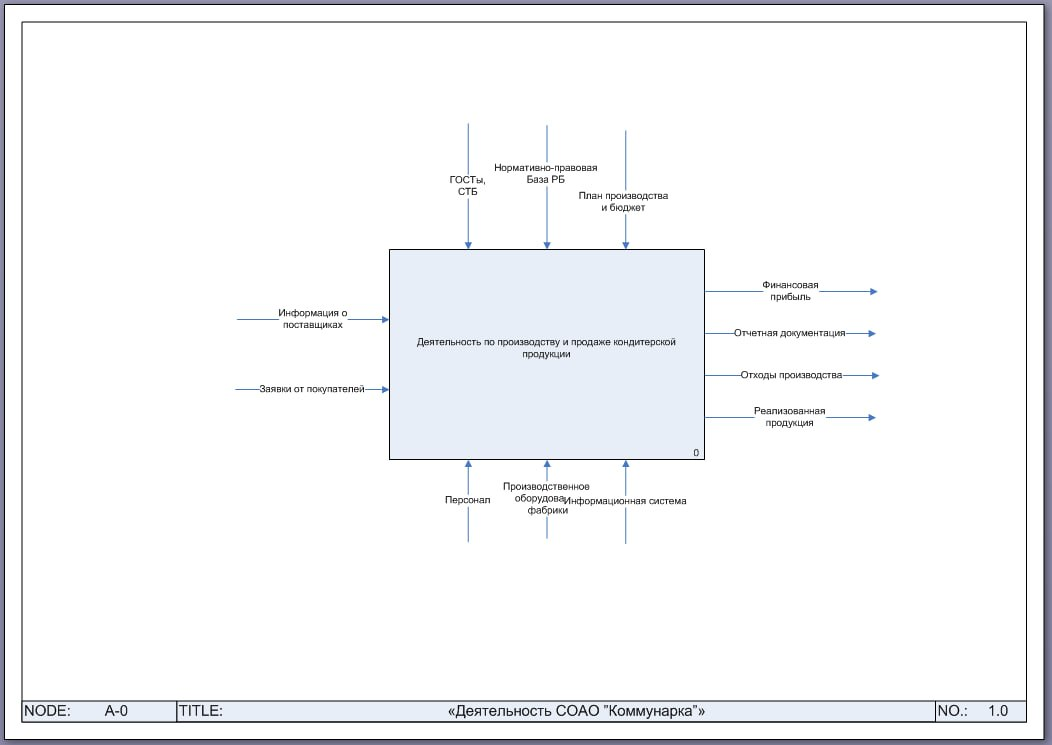 ГОСТы,
СТБ
Нормативно-правовая
База РБ
План производства
и бюджет
Информация о
поставщиках
Заявки от покупателей
Деятельность по производству и продаже кондитерской
продукции
0
Финансовая
прибыль
Отчетная документация
Отходы производства
Реализованная
продукция
Персонал
Производственное
оборудова
фабрики
Информационная система
NODE: A-0
TITLE: «Деятельность СОАО ”Коммунарка”»
NO.: 1.0